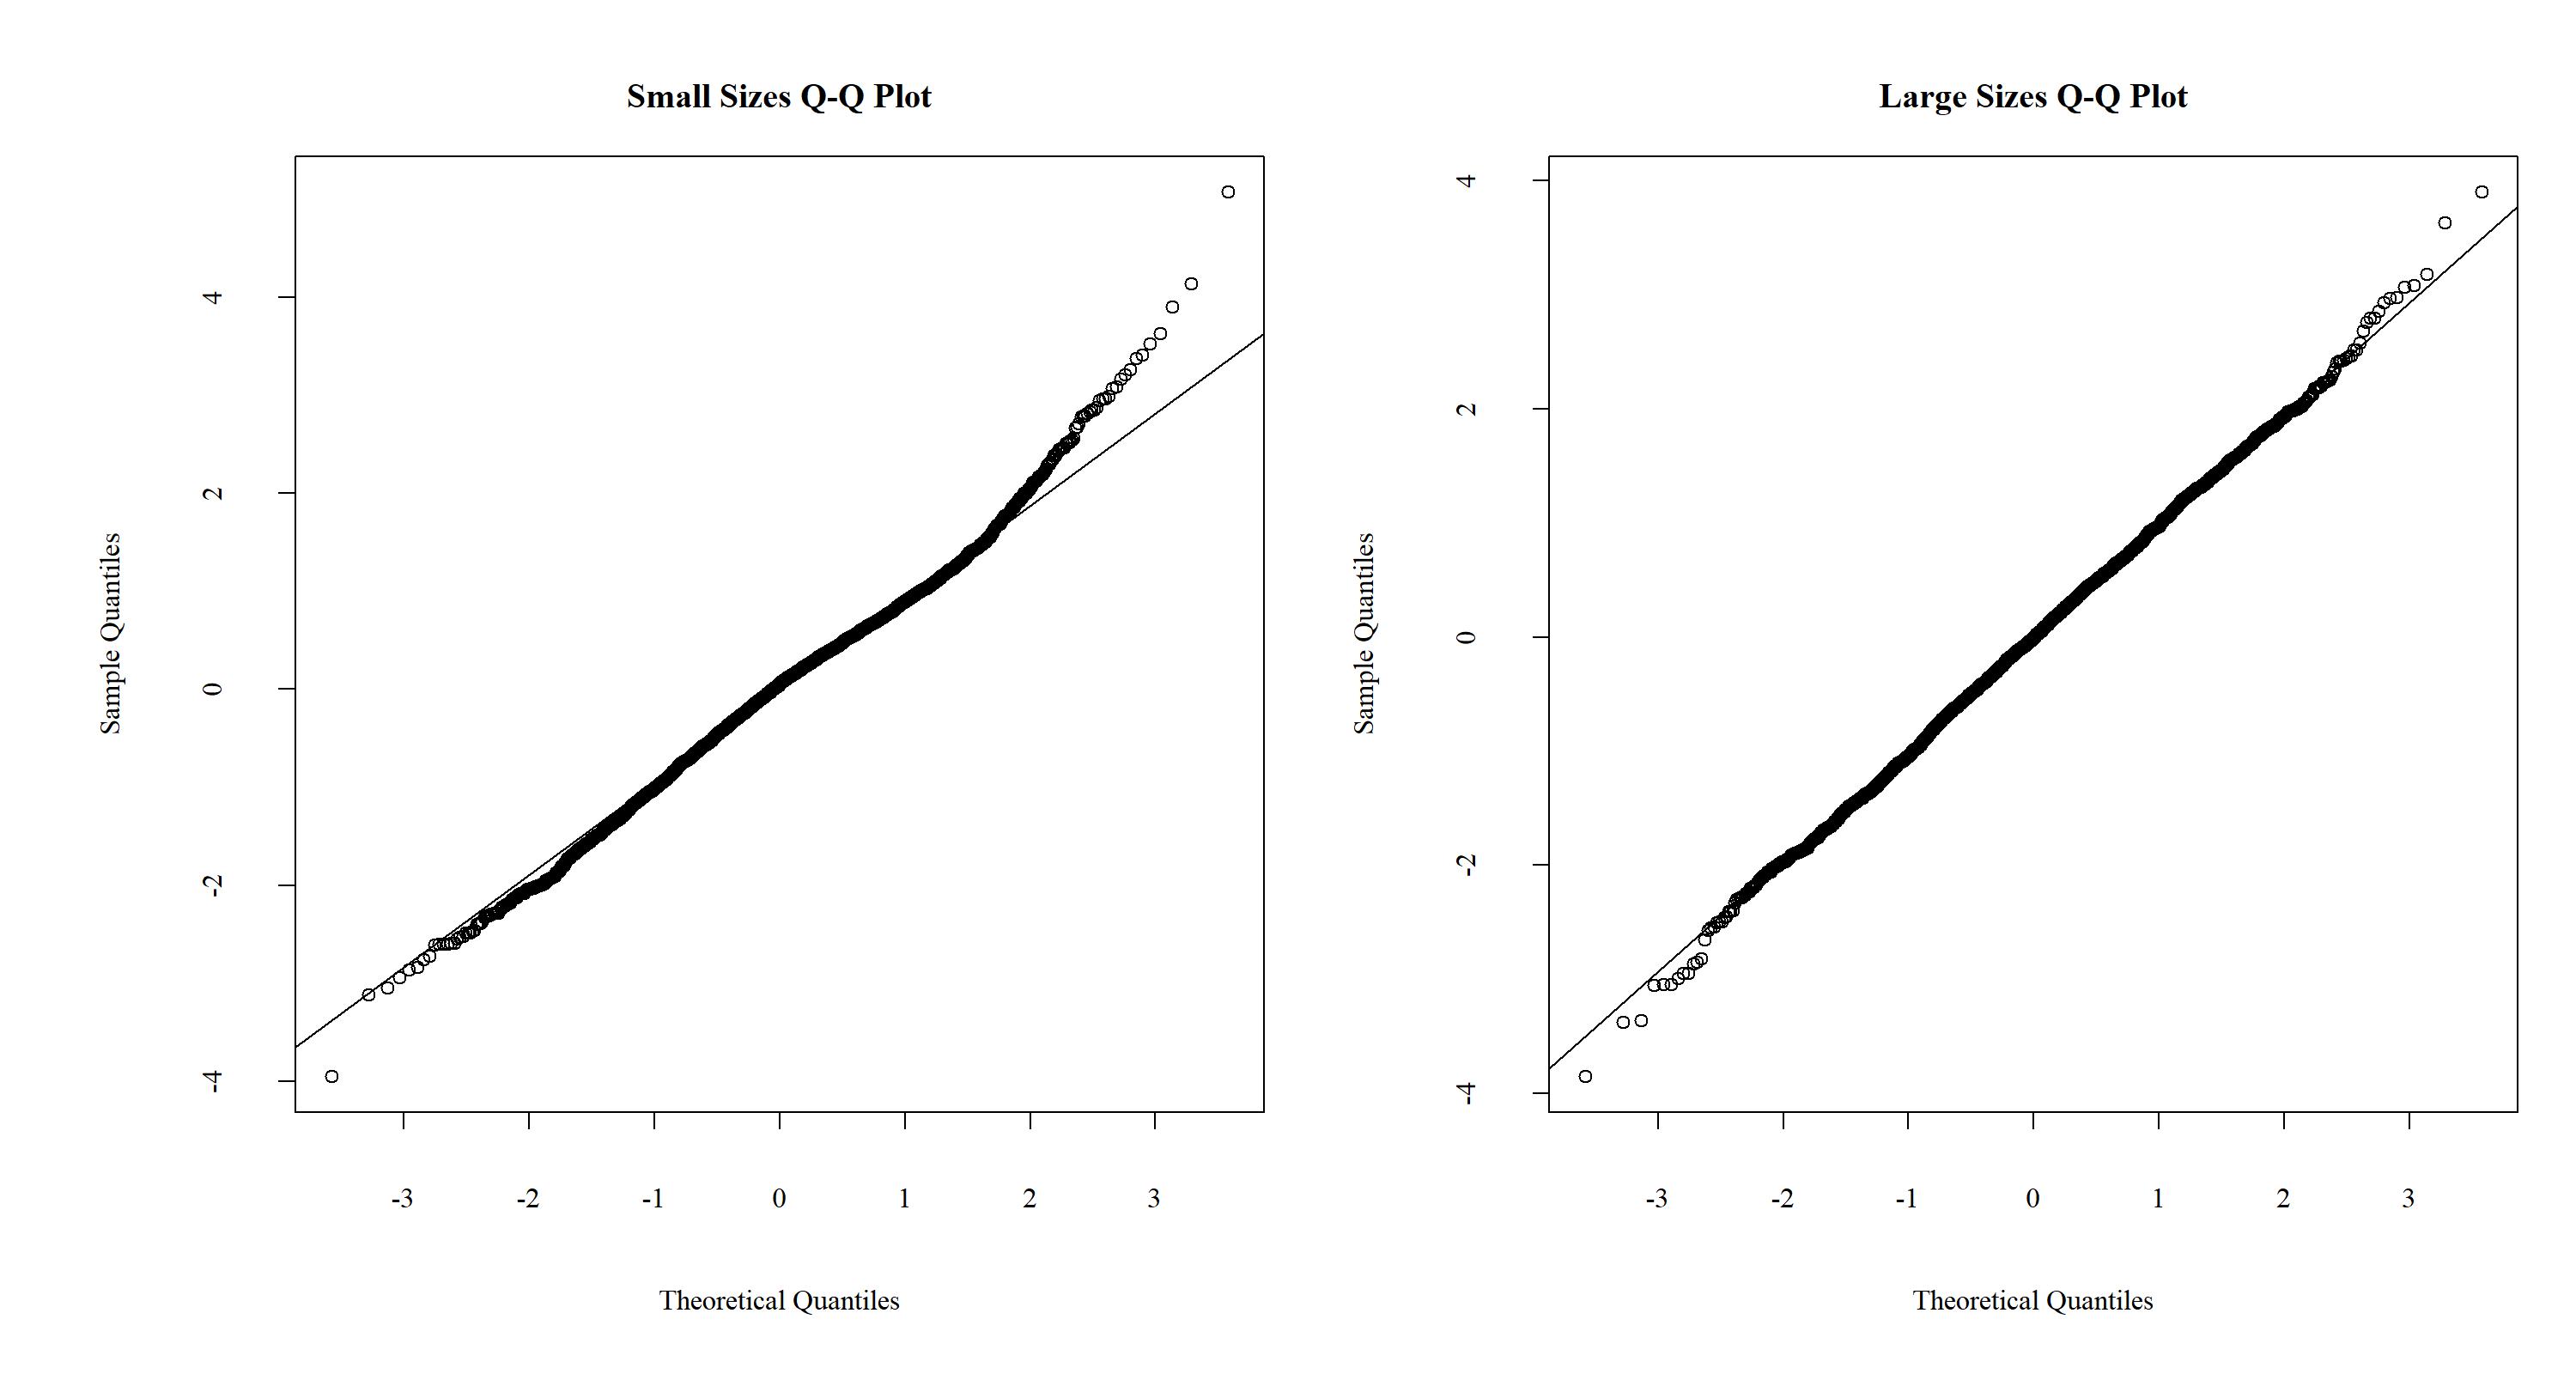 Small Sizes Q-Q Plot
Sample Quantiles
4
2
0
-2
-4
-3 -2 -1 0 1 2 3
Theoretical Quantiles
Large Sizes Q-Q Plot
Sample Quantiles
4
2
0
-2
-4
-3 -2 -1 0 1 2 3
Theoretical Quantiles